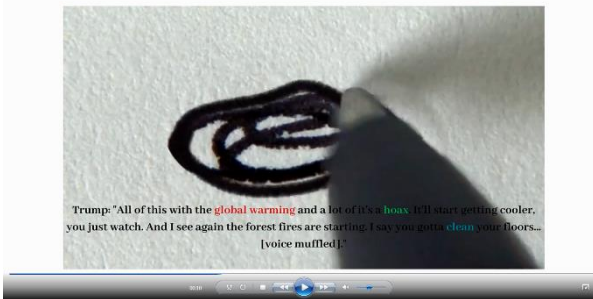 Trump: "All of this with the global warming and a lot of it's a hoax. It'll start getting cooler,
you just watch. And I see again the forest fires are starting. I say you gotta clean your floors...
[voice muffled]."